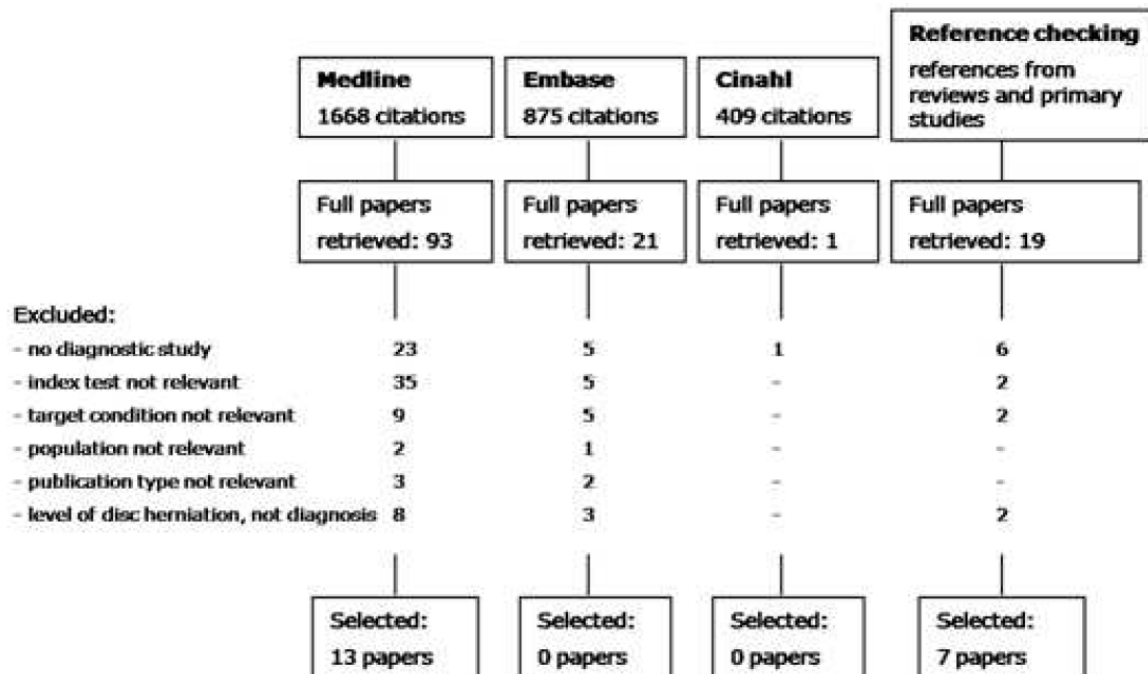 Medline
1668 citations
Embase
875 citations
Cinahl
409 citations
Reference checking
references from
reviews and primary
studies
Full papers
retrieved: 93
Full papers
retrieved: 21
Full papers
retrieved: 1
Full papers
retrieved: 19
Excluded:
- no diagnostic study 23 5 1 6
- index test not relevant 35 5 - 2
- target condition not relevant 9 5 - 2
- population not relevant 2 1 - -
- publication type not relevant 3 2 - -
- level of disc herniation, not diagnosis 8 3 - 2
Selected:
13 papers
Selected:
0 papers
Selected:
0 papers
Selected:
7 papers